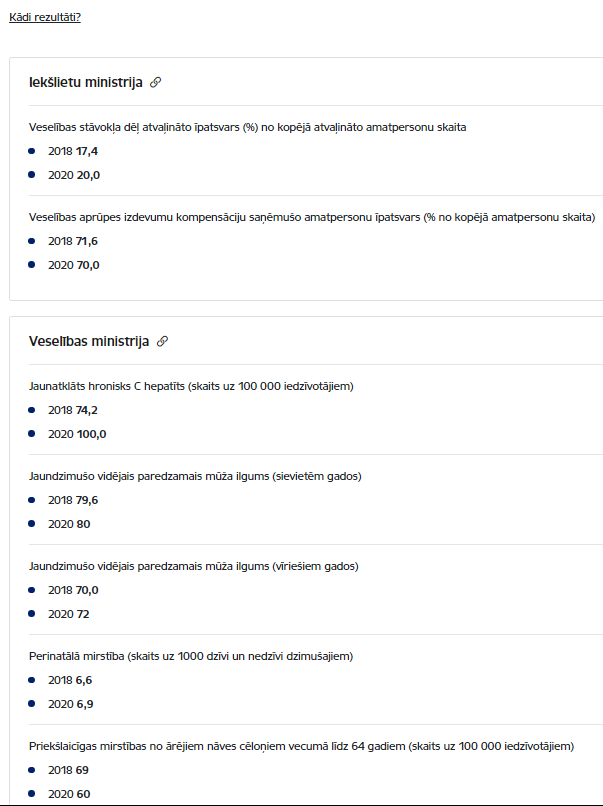 Kādi rezultāti?
Iekšlietu ministrija
Veselības stāvokļa dēļ atvaļināto īpatsvars (%) no kopējā atvaļināto amatpersonu skaita
2018 17,4
2020 20,0
Veselības aprūpes izdevumu kompensāciju saņēmušo amatpersonu īpatsvars (% no kopējā amatpersonu skaita)
2018 71,6
2020 70,0
Veselības ministrija
Jaunatklāts hronisks C hepatīts (skaits uz 100 000 iedzīvotājiem)
2018 74,2
2020 100,0
Jaundzimušo vidējais paredzamais mūža ilgums (sievietēm gados)
2018 79,6
2020 80
Jaundzimušo vidējais paredzamais mūža ilgums (vīriešiem gados)
2018 70,0
2020 72
Perinatālā mirstība (skaits uz 1000 dzīvi un nedzīvi dzimušajiem)
2018 6,6
2020 6,9
Priekšlaicīgas mirstības no ārējiem nāves cēloņiem vecumā līdz 64 gadiem (skaits uz 100 000 iedzīvotājiem)
2018 69
2020 60